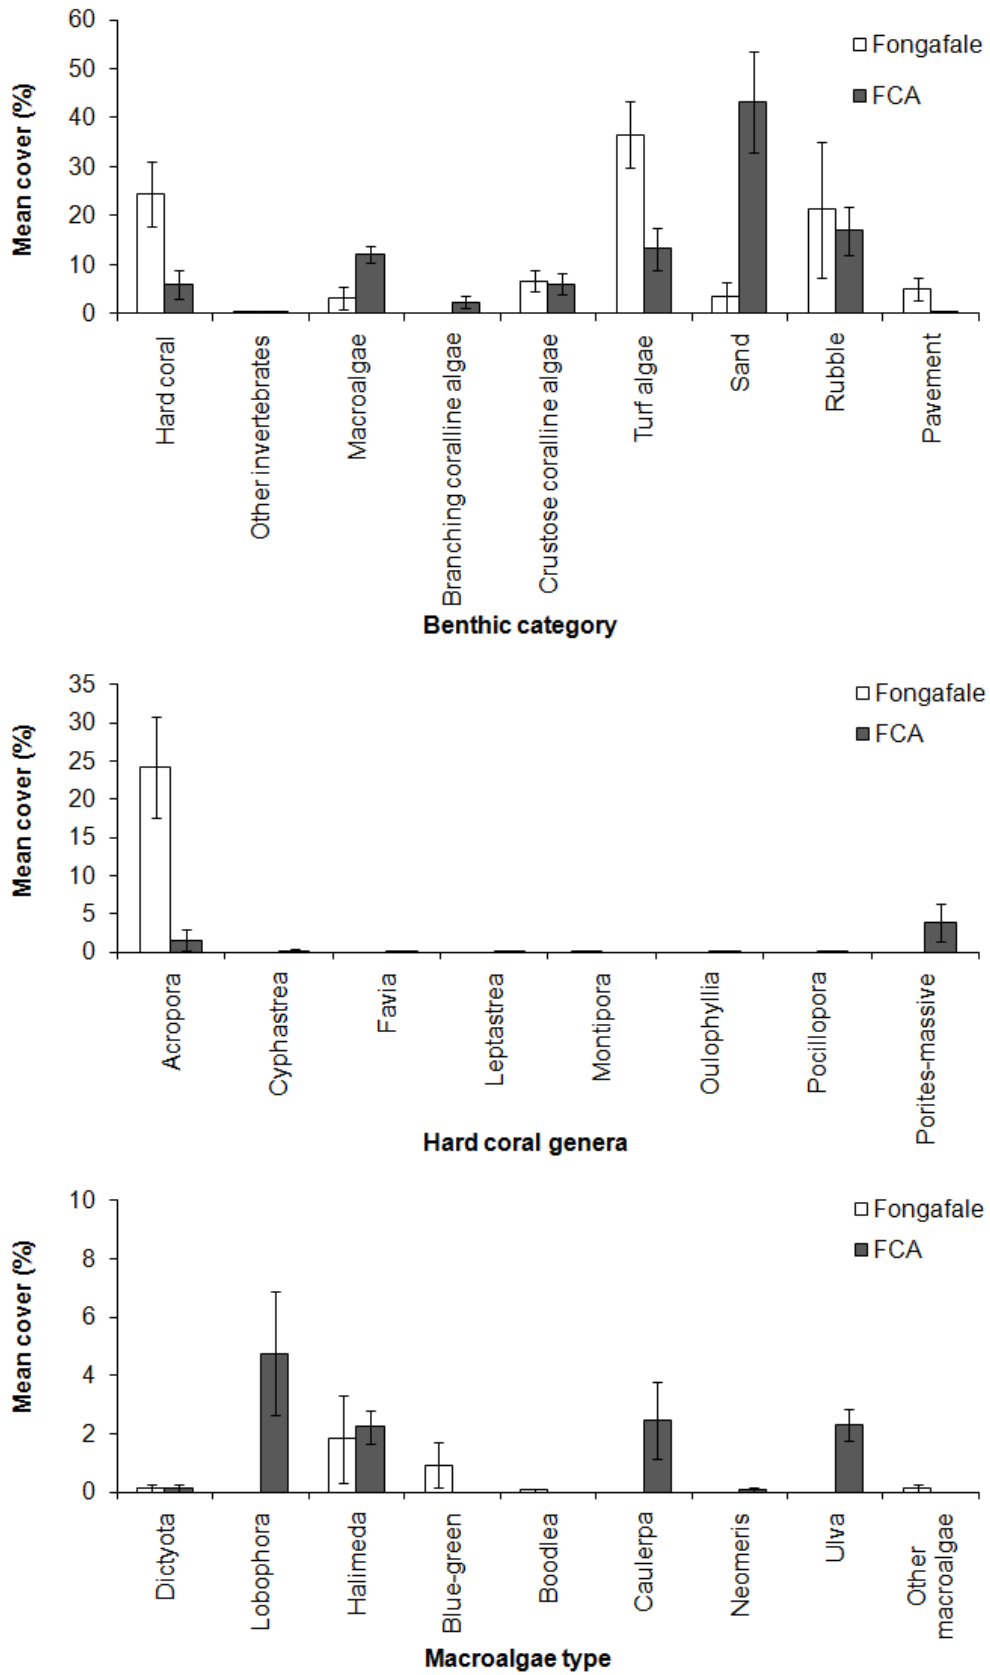 60
50
40
30
20
10
0
Mean cover (%)
Fongafale
FCA
Hard coral
Other invertebrates
Macroalgae
Branching coralline algae
Crustose coralline algae
Turf algae
Sand
Rubble
Pavement
Benthic category
35
30
25
20
15
10
5
0
Mean cover (%)
Fongafale
FCA
Acropora
Cyphastrea
Favia
Leptastrea
Montipora
Oulophyllia
Pocillopora
Porites-massive
Hard coral genera
10
8
6
4
2
0
Mean cover (%)
Fongafale
FCA
Dictyota
Lobophora
Halimeda
Blue-green
Boodlea
Caulerpa
Neomeris
Ulva
Other
macroalgae
Macroalgae type